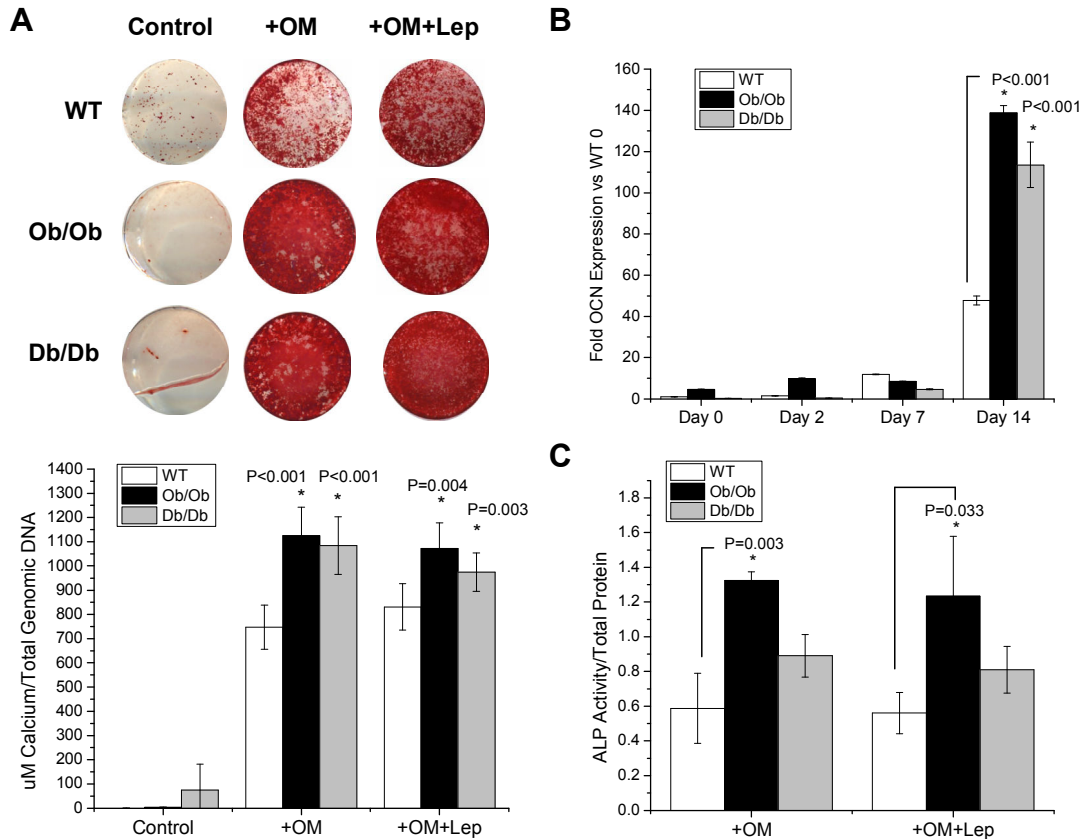 A
Control +OM +OM+Lep
WT
Ob/Ob
Db/Db
uM Calcium/Total Genomic DNA
1400
1300
1200
1100
1000
900
800
700
600
500
400
300
200
100
0
WT
Ob/Ob
Db/Db
P<0.001
*
P<0.001
*
P=0.004
*
P=0.003
*
Control +OM +OM+Lep
B
Fold OCN Expression vs WT 0
160
140
120
100
80
60
40
20
0
WT
Ob/Ob
Db/Db
P<0.001
*
P<0.001
*
Day 0 Day 2 Day 7 Day 14
C
ALP Activity/Total Protein
1.8
1.6
1.4
1.2
1.0
0.8
0.6
0.4
0.2
0.0
WT
Ob/Ob
Db/Db
P=0.003
*
P=0.033
*
+OM +OM+Lep